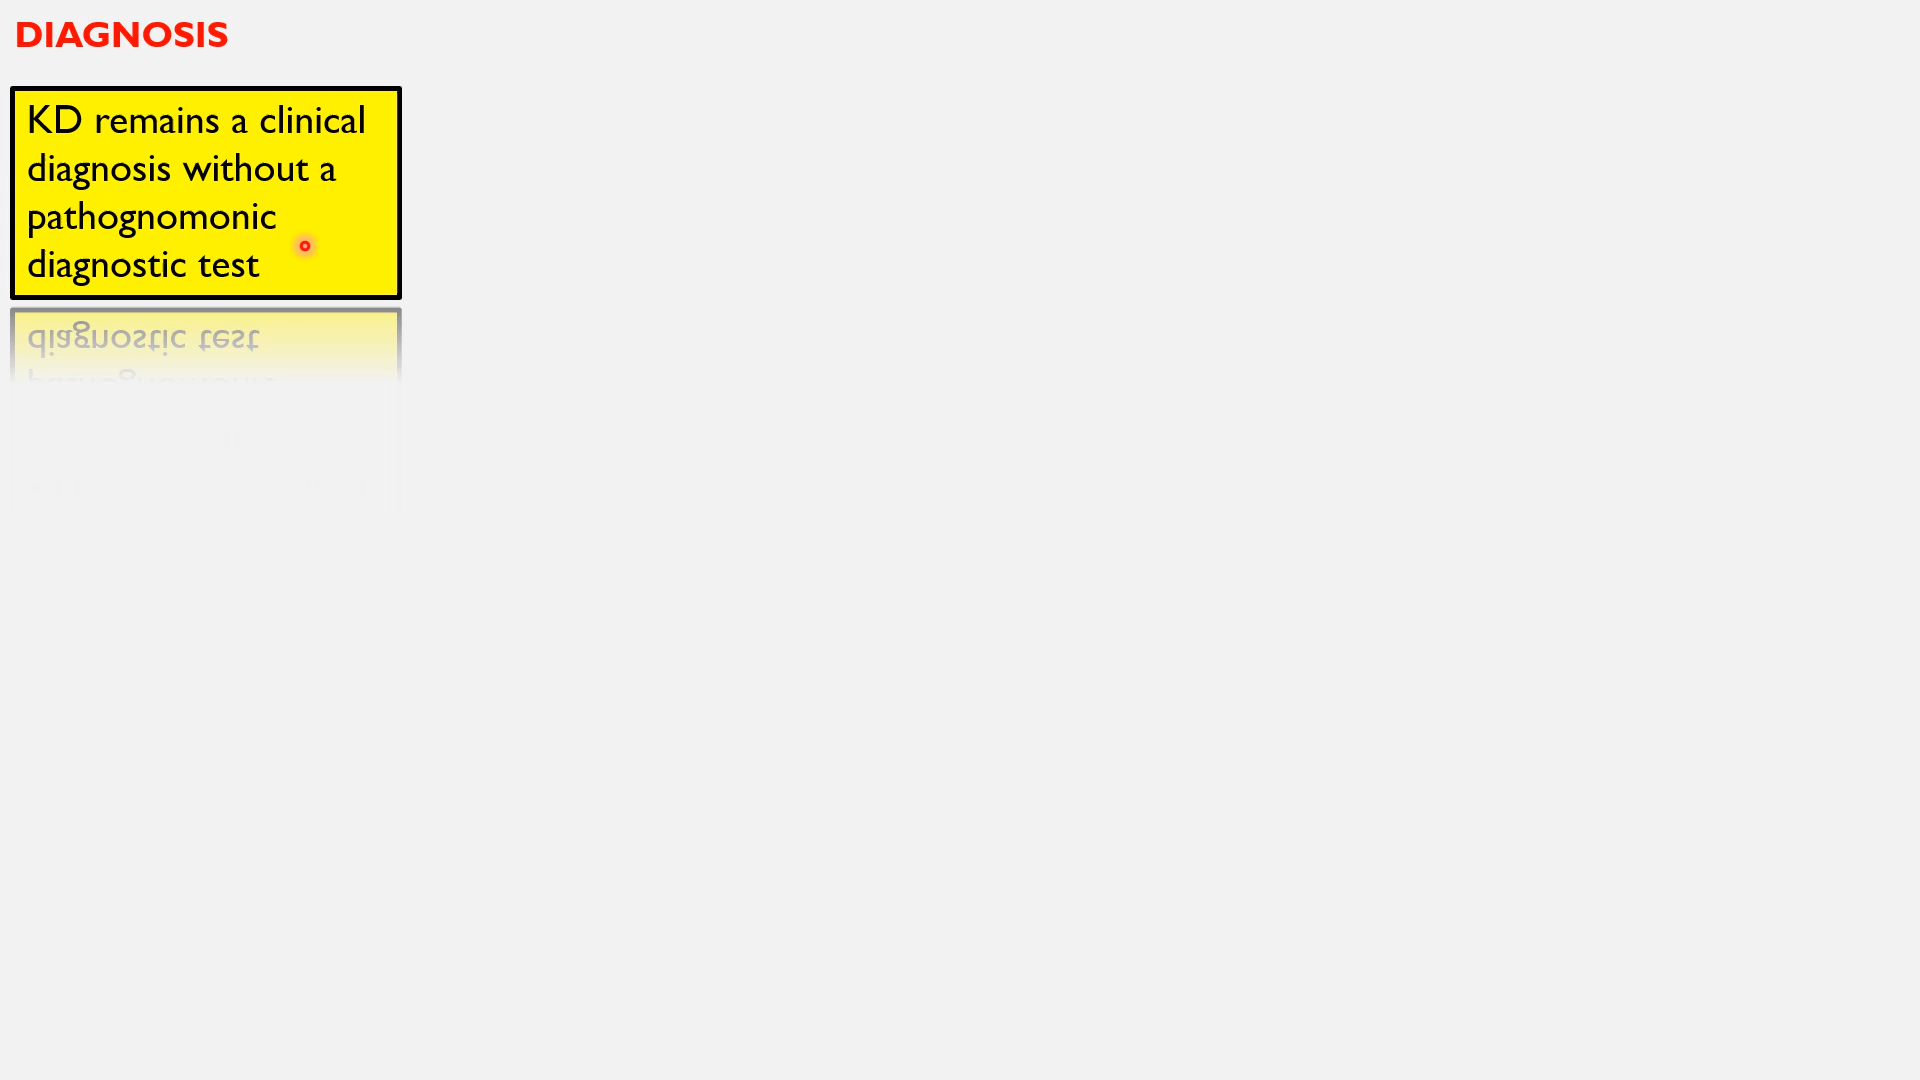 DIAGNOSIS
KD remains a clinical
diagnosis without a
pathognomonic
diagnostic test